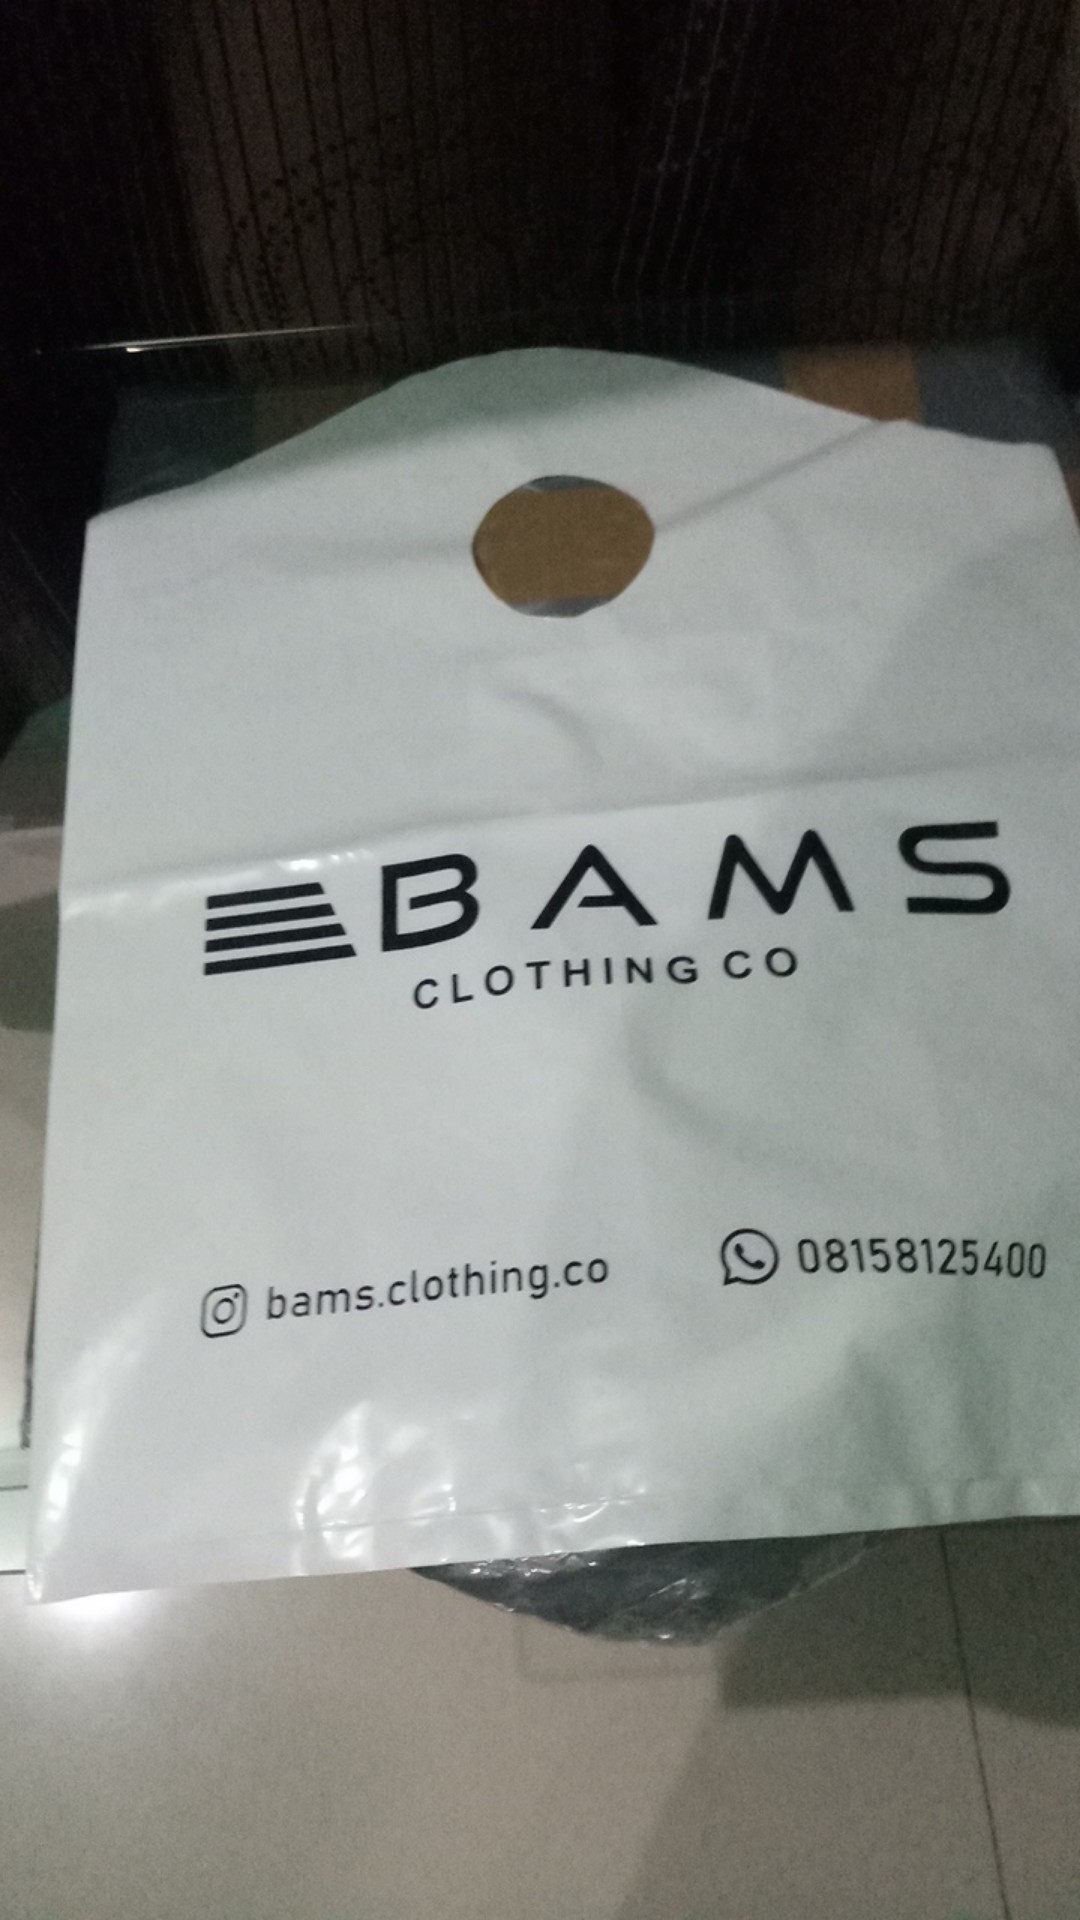 BAMS
CLOTHING CO
bams.clothing.co
08158125400